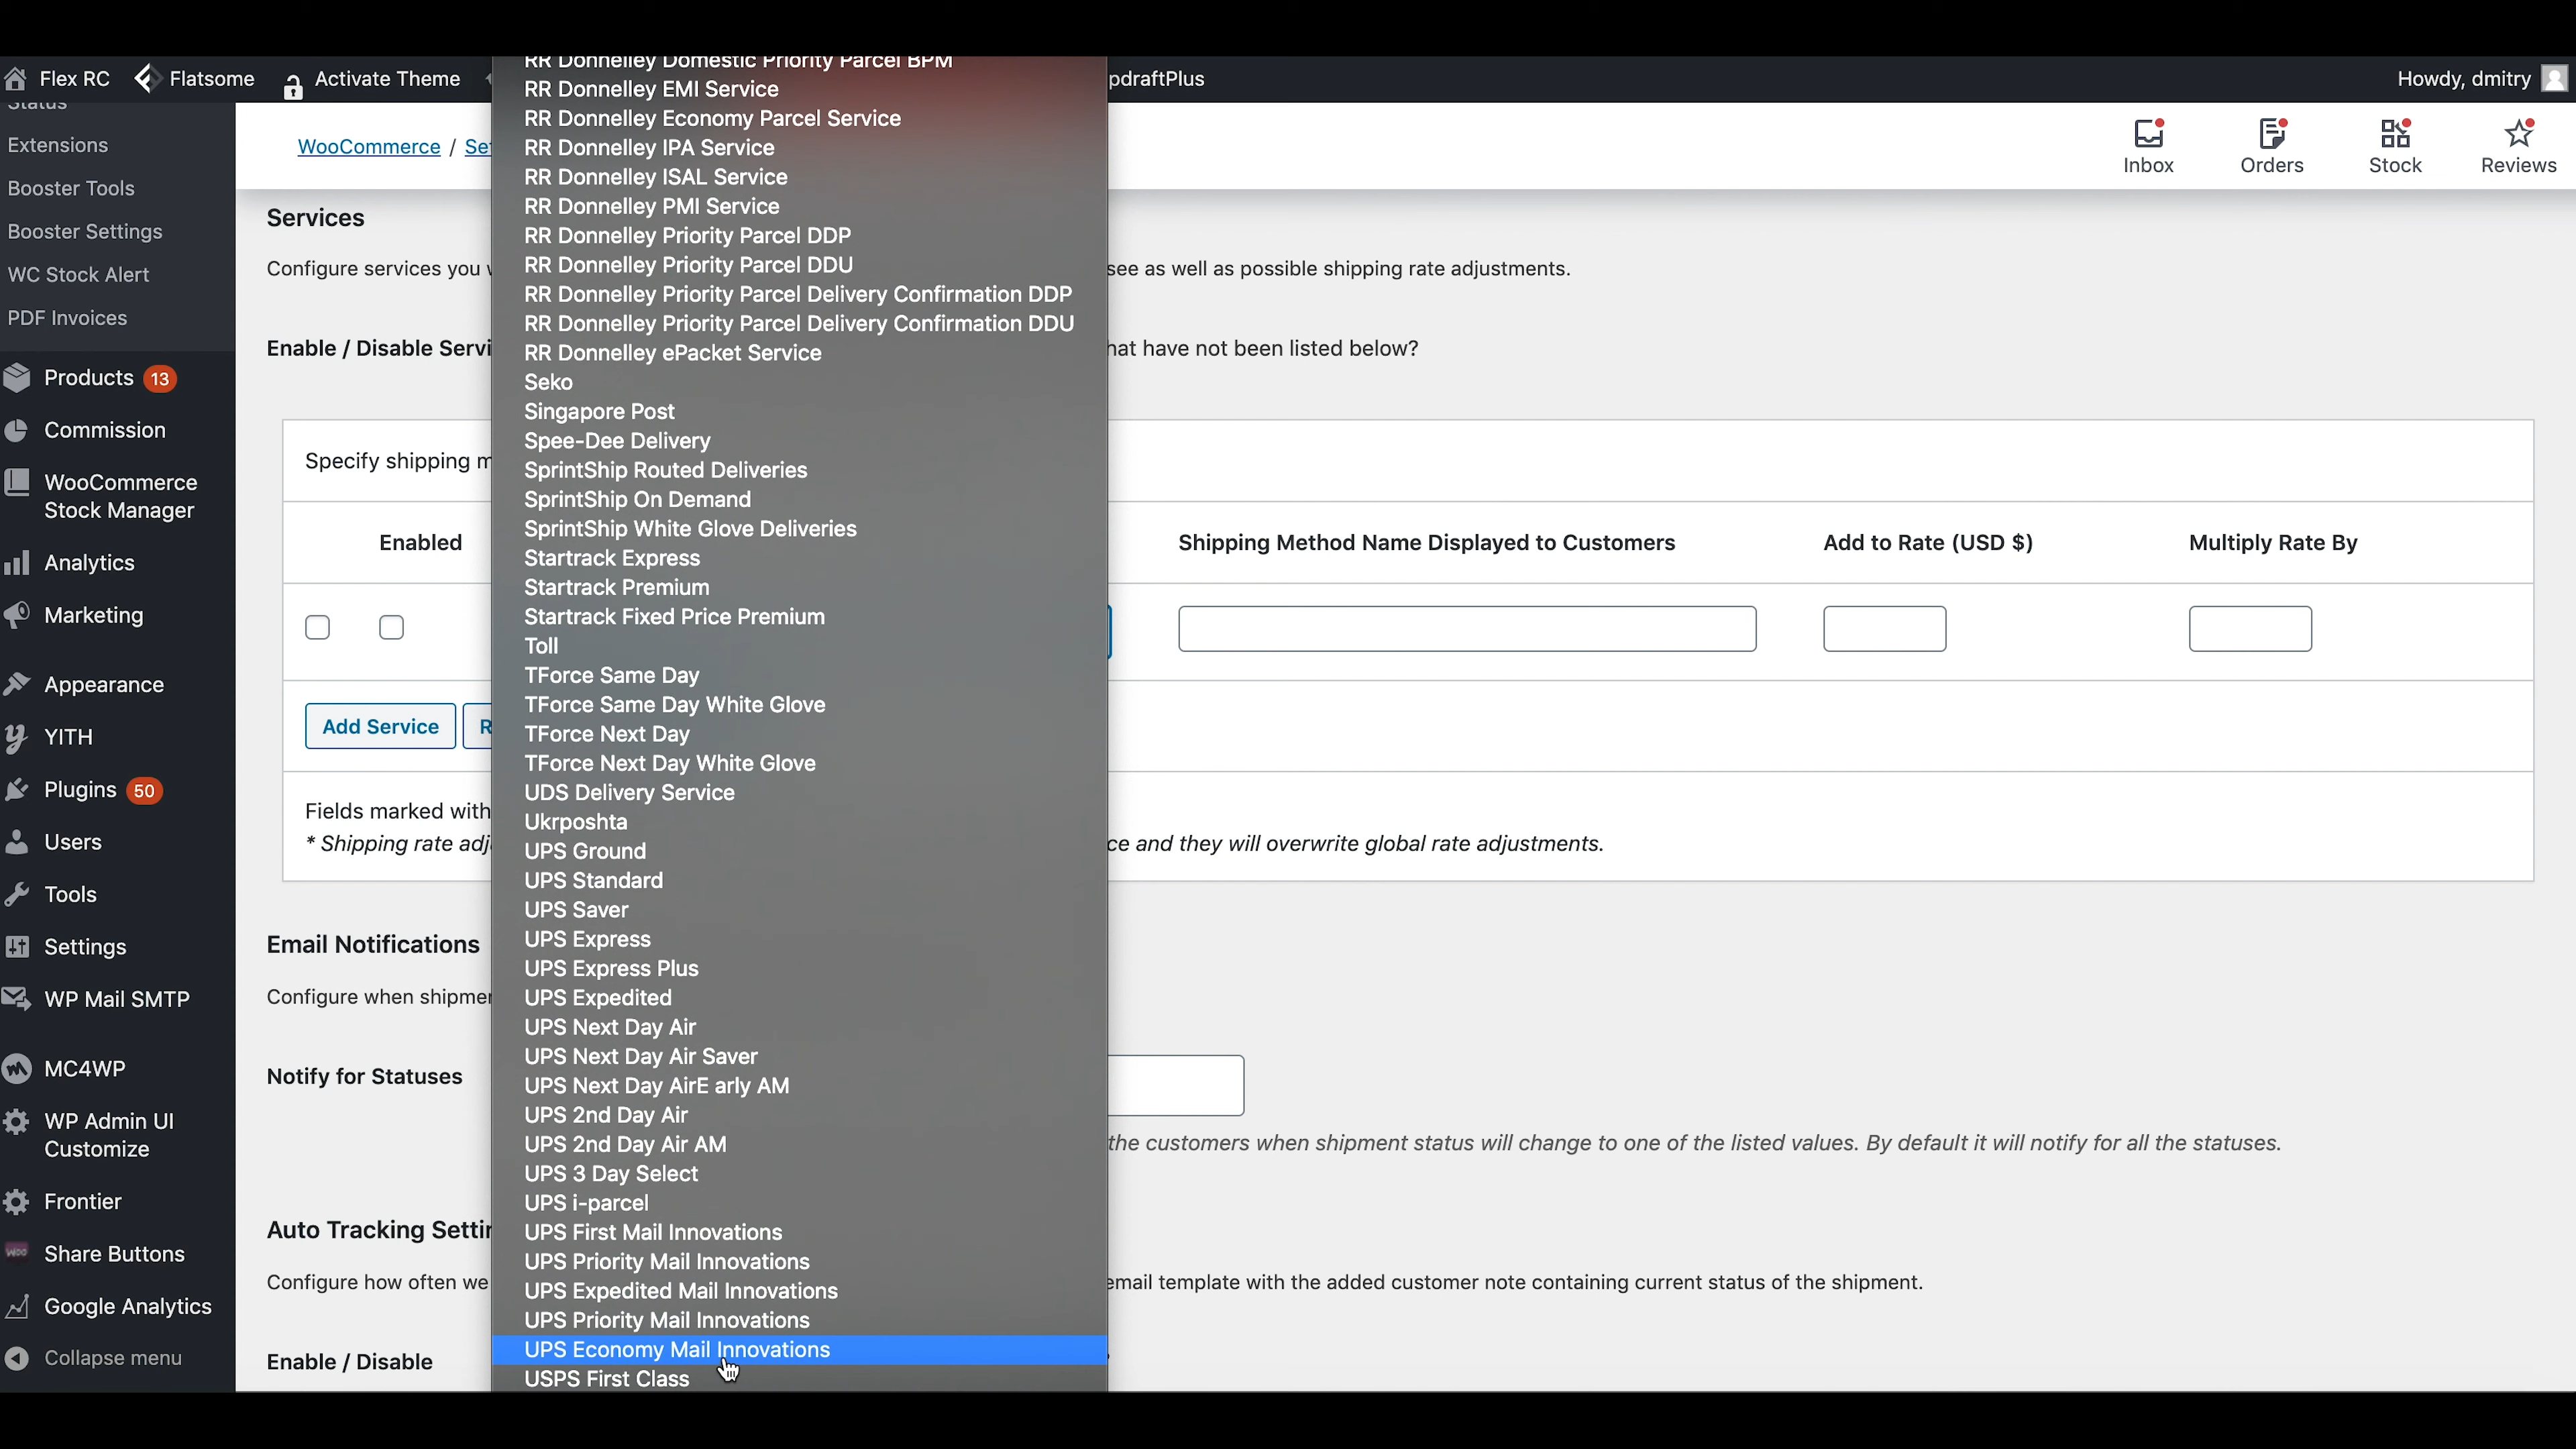 Flex RC
Flatsome
Activate Theme
pdraftPlus
Howdy, dmitry
Status
Extensions
Booster Tools
Booster Settings
WC Stock Alert
PDF Invoices
Products 13
Commission
WooCommerce
Stock Manager
Analytics
Marketing
Appearance
YITH
Plugins 50
Users
Tools
Settings
WP Mail SMTP
MC4WP
WP Admin UI
Customize
Frontier
Share Buttons
Google Analytics
Collapse menu
WooCommerce / Set
Inbox
Orders
Stock
Reviews
Services
Configure services you
see as well as possible shipping rate adjustments.
Enable / Disable Servi
hat have not been listed below?
Specify shipping m
Enabled
Shipping Method Name Displayed to Customers
Add to Rate (USD $)
Multiply Rate By
Add Service
R
Fields marked with
* Shipping rate adj
ce and they will overwrite global rate adjustments.
Email Notifications
Configure when shipmen
Notify for Statuses
the customers when shipment status will change to one of the listed values. By default it will notify for all the statuses.
Auto Tracking Settin
Configure how often we
email template with the added customer note containing current status of the shipment.
Enable / Disable
RR Donnelley Domestic Priority Parcel BPM
RR Donnelley EMI Service
RR Donnelley Economy Parcel Service
RR Donnelley IPA Service
RR Donnelley ISAL Service
RR Donnelley PMI Service
RR Donnelley Priority Parcel DDP
RR Donnelley Priority Parcel DDU
RR Donnelley Priority Parcel Delivery Confirmation DDP
RR Donnelley Priority Parcel Delivery Confirmation DDU
RR Donnelley ePacket Service
Seko
Singapore Post
Spee-Dee Delivery
SprintShip Routed Deliveries
SprintShip On Demand
SprintShip White Glove Deliveries
Startrack Express
Startrack Premium
Startrack Fixed Price Premium
Toll
TForce Same Day
TForce Same Day White Glove
TForce Next Day
TForce Next Day White Glove
UDS Delivery Service
Ukrposhta
UPS Ground
UPS Standard
UPS Saver
UPS Express
UPS Express Plus
UPS Expedited
UPS Next Day Air
UPS Next Day Air Saver
UPS Next Day AirE arly AM
UPS 2nd Day Air
UPS 2nd Day Air AM
UPS 3 Day Select
UPS i-parcel
UPS First Mail Innovations
UPS Priority Mail Innovations
UPS Expedited Mail Innovations
UPS Priority Mail Innovations
UPS Economy Mail Innovations
USPS First Class